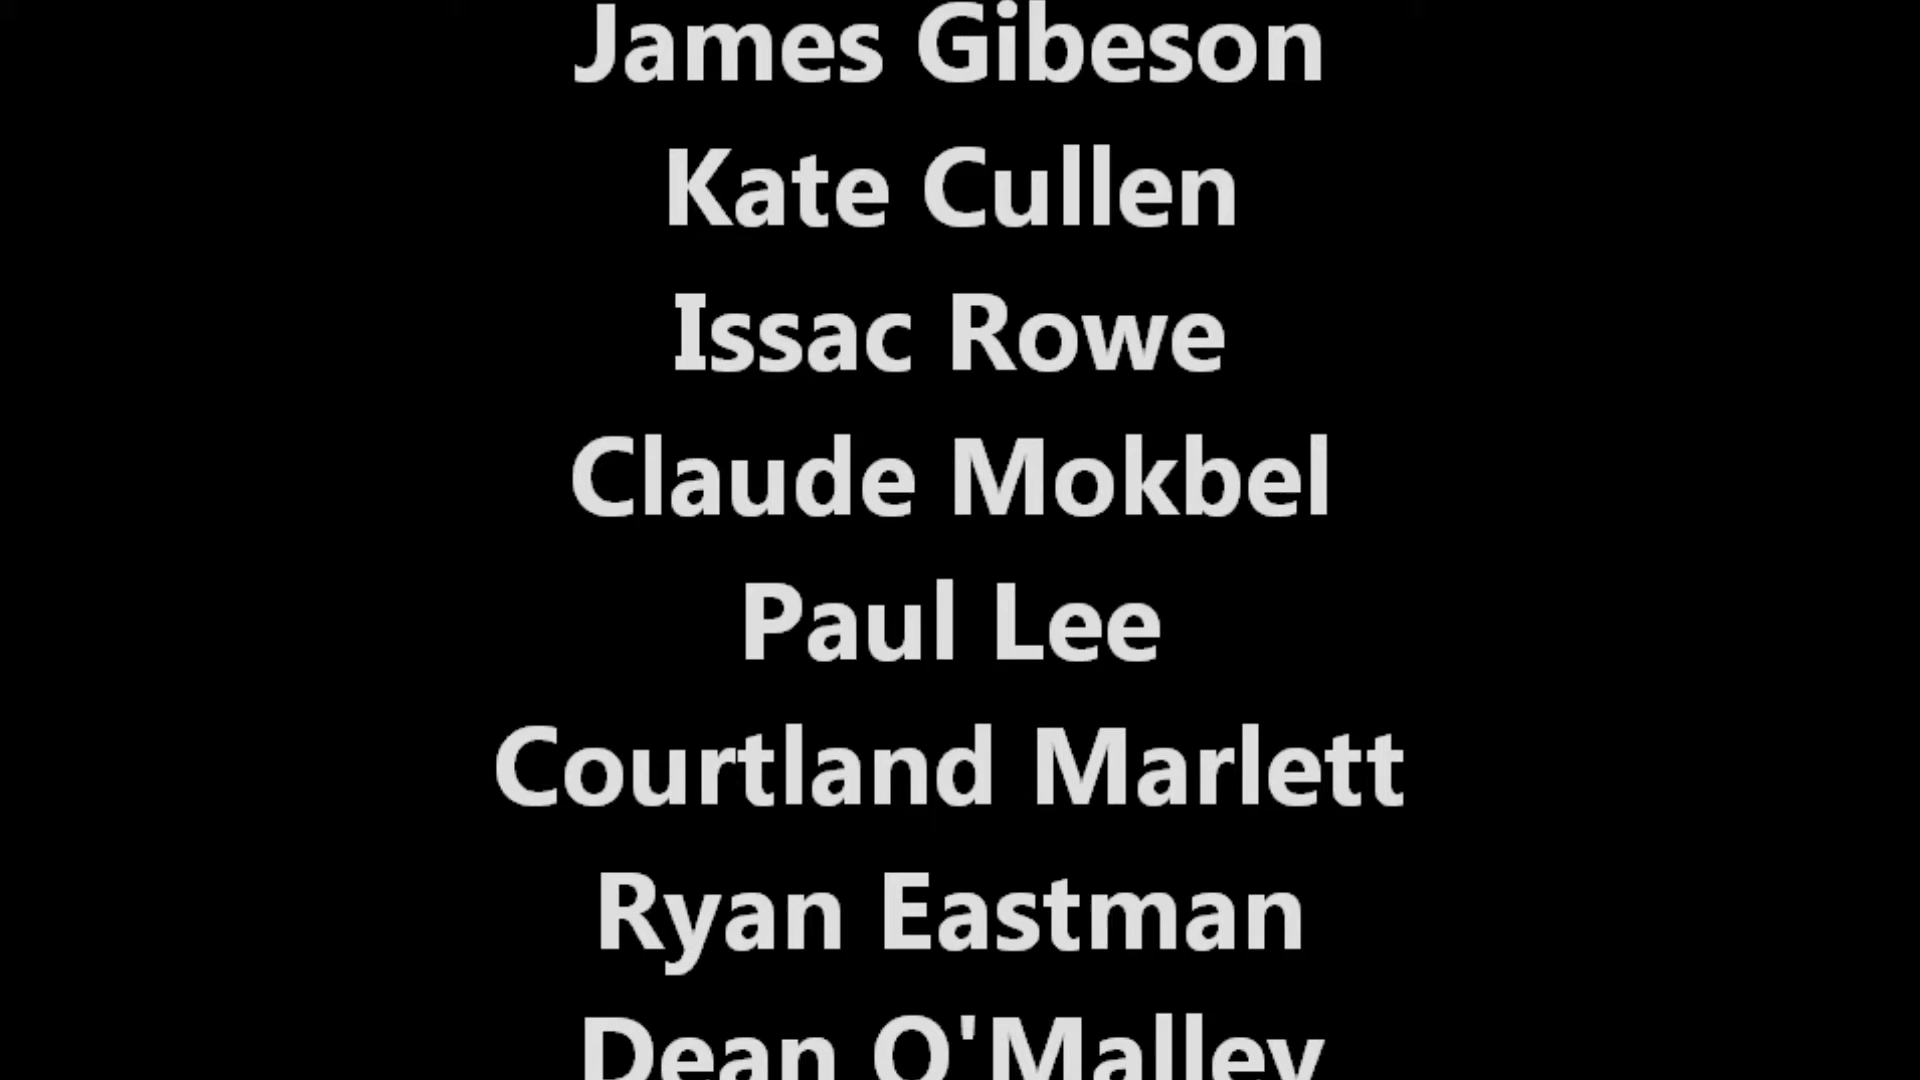 James Gibeson
Kate Cullen
Issac Rowe
Claude Mokbel
Paul Lee
Courtland Marlett
Ryan Eastman
Dean O'Malley